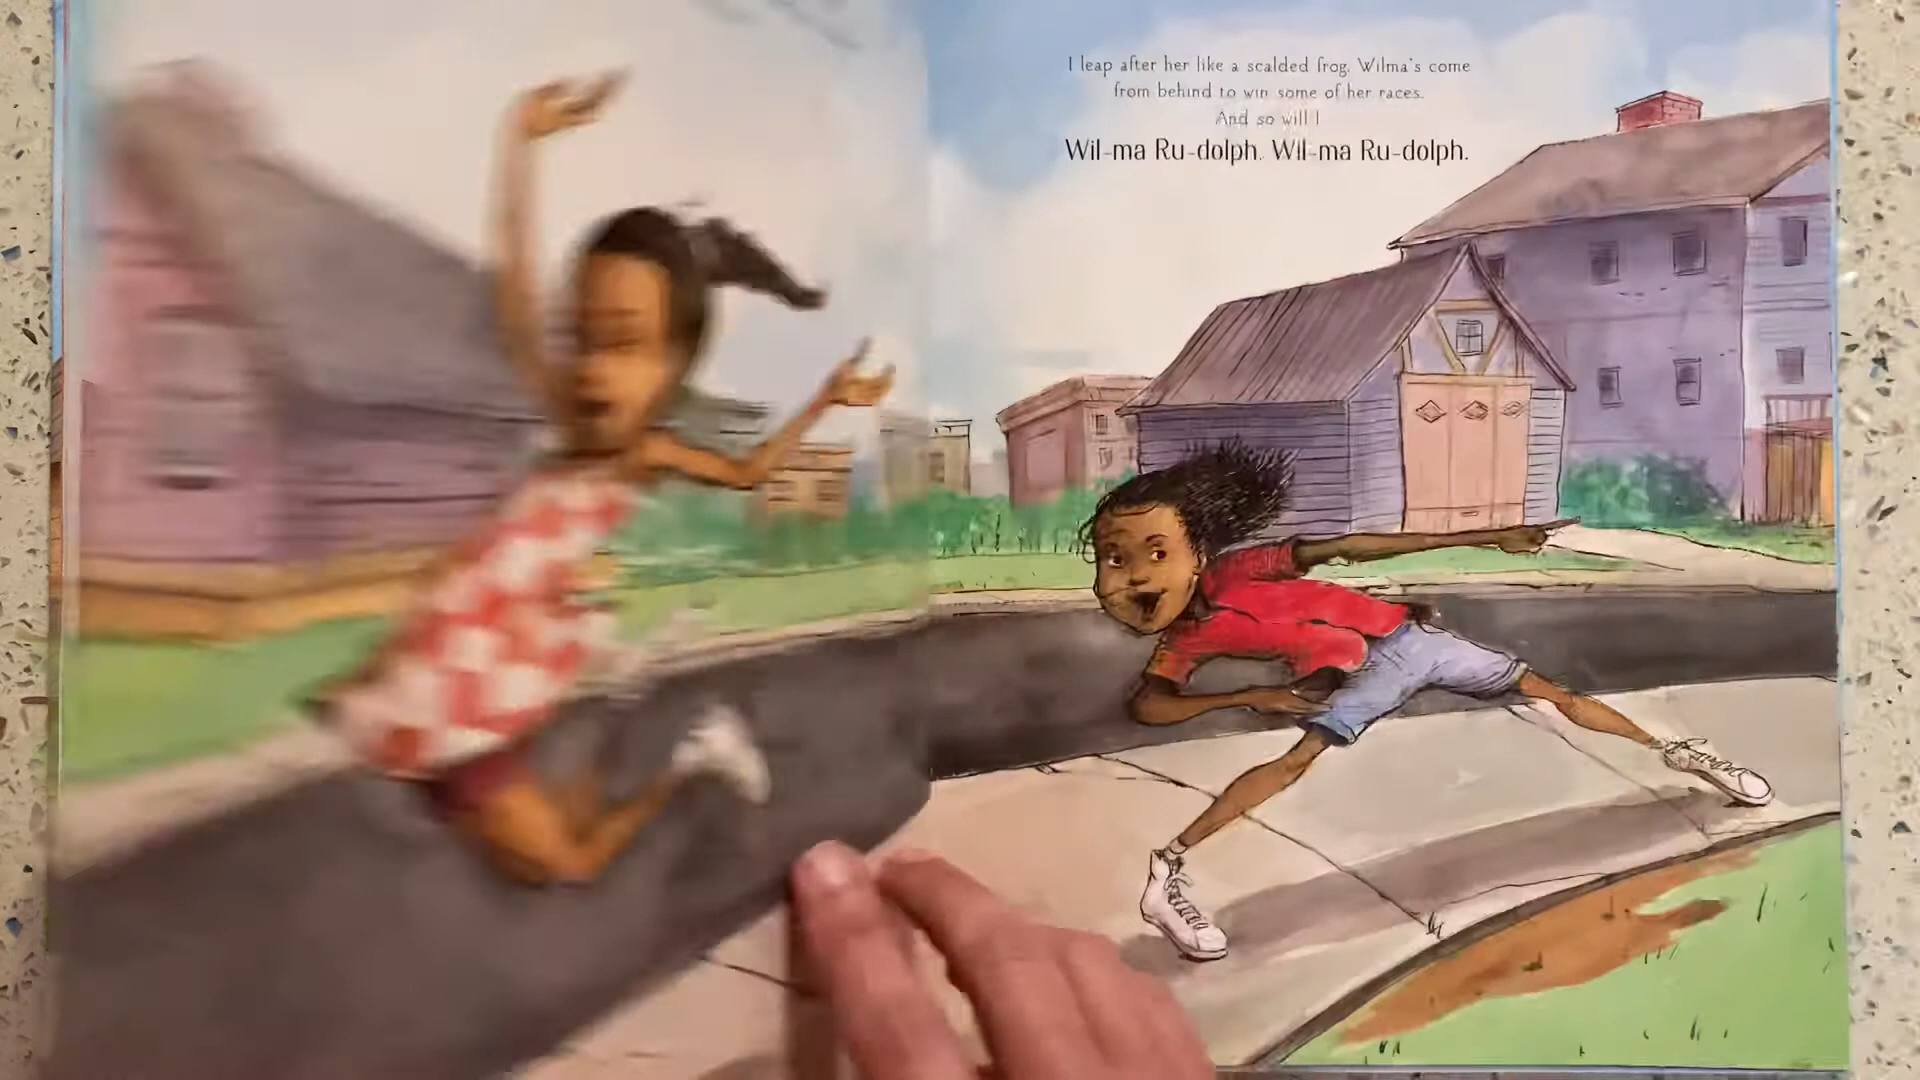 I leap after her like a scalded frog. Wilma's come
from behind to win some of her races.
And so will I
Wil-ma Ru-dolph. Wil-ma Ru-dolph.